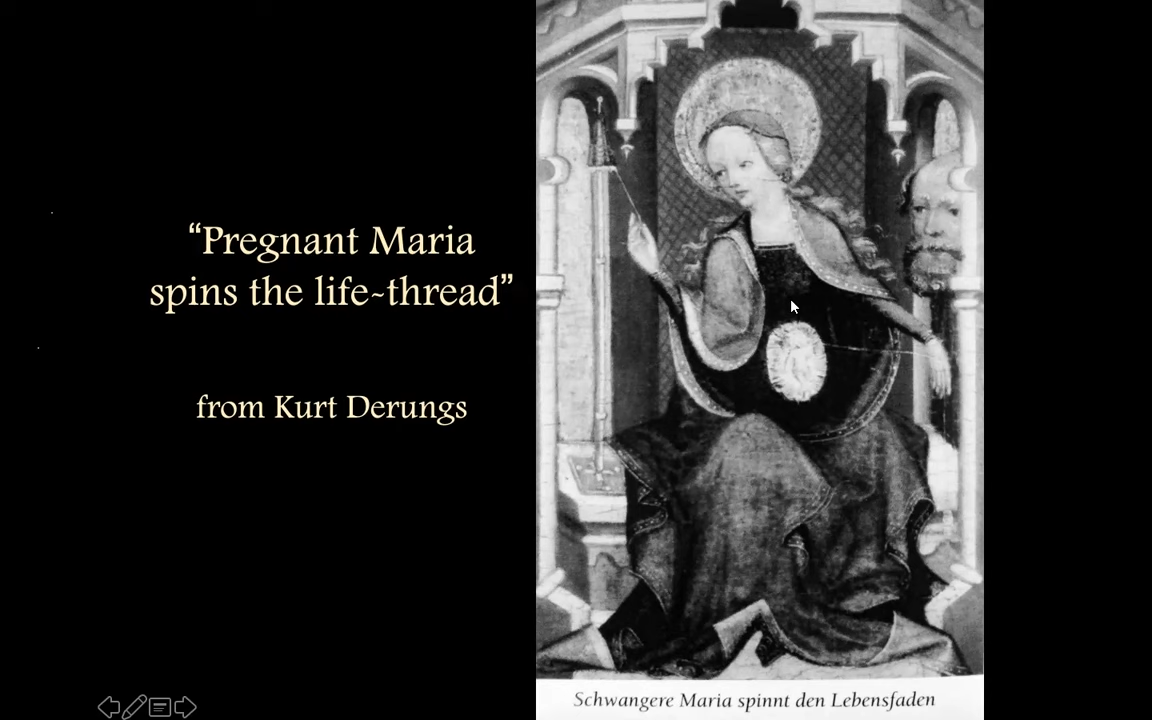 “Pregnant Maria
spins the life-thread”
from Kurt Derungs
Schwangere Maria spinnt den Lebensfaden